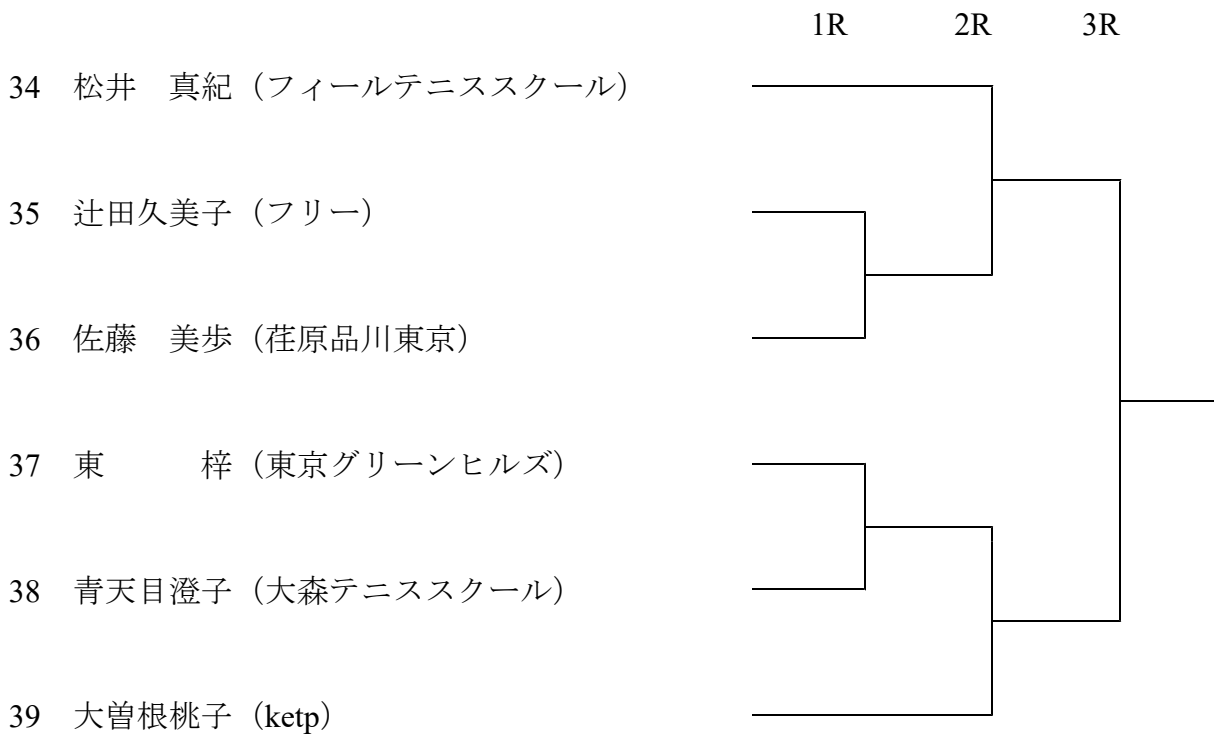 1R 2R 3R
34 松井 真紀（フィールテニススクール）
35 辻田久美子（フリー）
36 佐藤 美歩（荏原品川東京）
37 東 梓（東京グリーンヒルズ）
38 青天目澄子（大森テニススクール）
39 大曽根桃子（ketp）